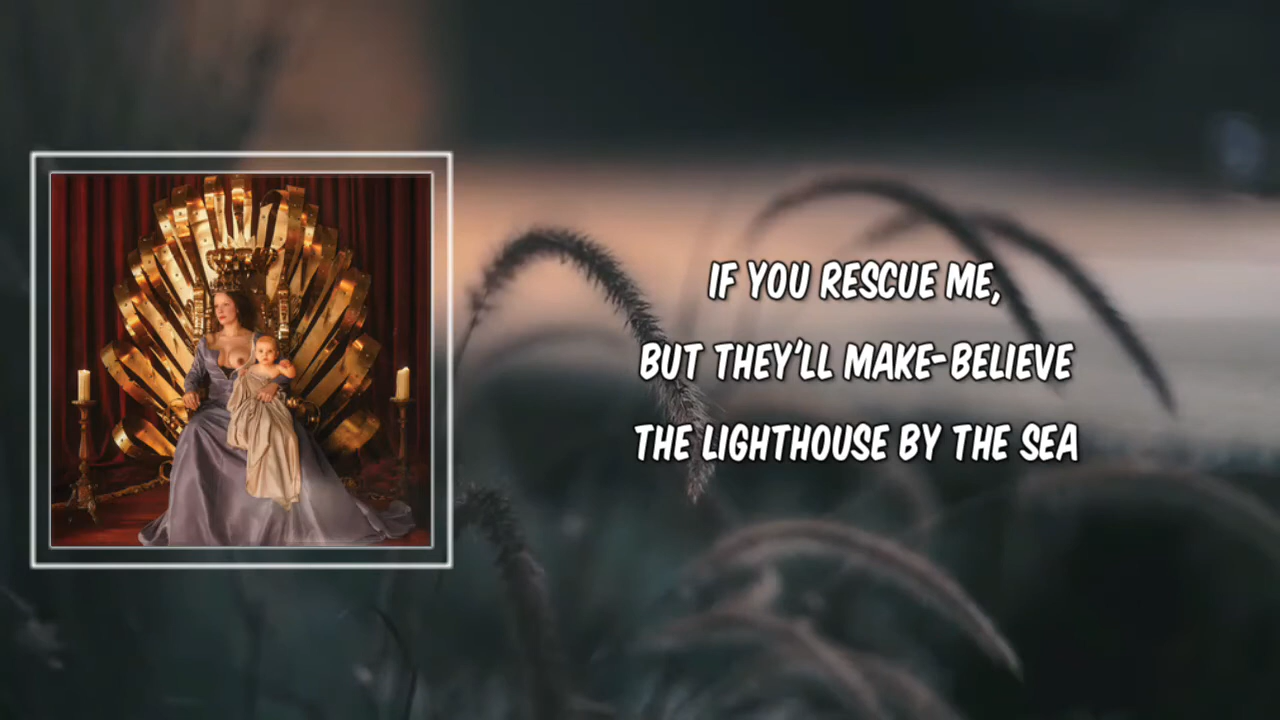 IF YOU RESCUE ME,
BUT THEY'LL MAKE-BELIEVE
THE LIGHTHOUSE BY THE SEA